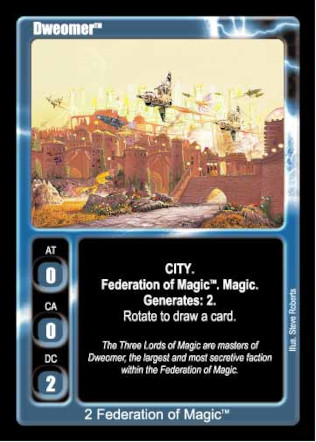 Dweomer™
AT
0
CA
0
DC
2
CITY.
Federation of Magic™. Magic.
Generates: 2.
Rotate to draw a card.
The Three Lords of Magic are masters of
Dweomer, the largest and most secretive faction
within the Federation of Magic.
Illus. Steve Roberts
2 Federation of Magic™